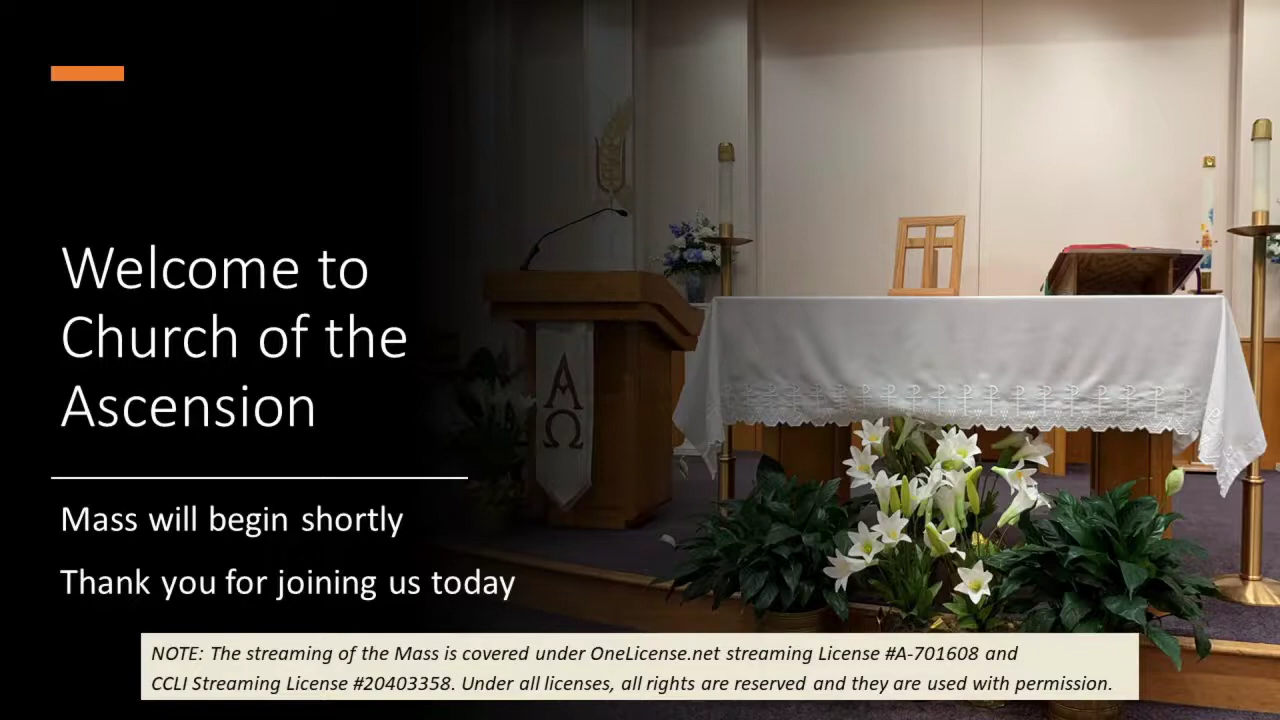 Welcome to
Church of the
Ascension
Mass will begin shortly
Thank you for joining us today
Α
Ω
NOTE: The streaming of the Mass is covered under OneLicense.net streaming License #A-701608 and
CCLI Streaming License #20403358. Under all licenses, all rights are reserved and they are used with permission.